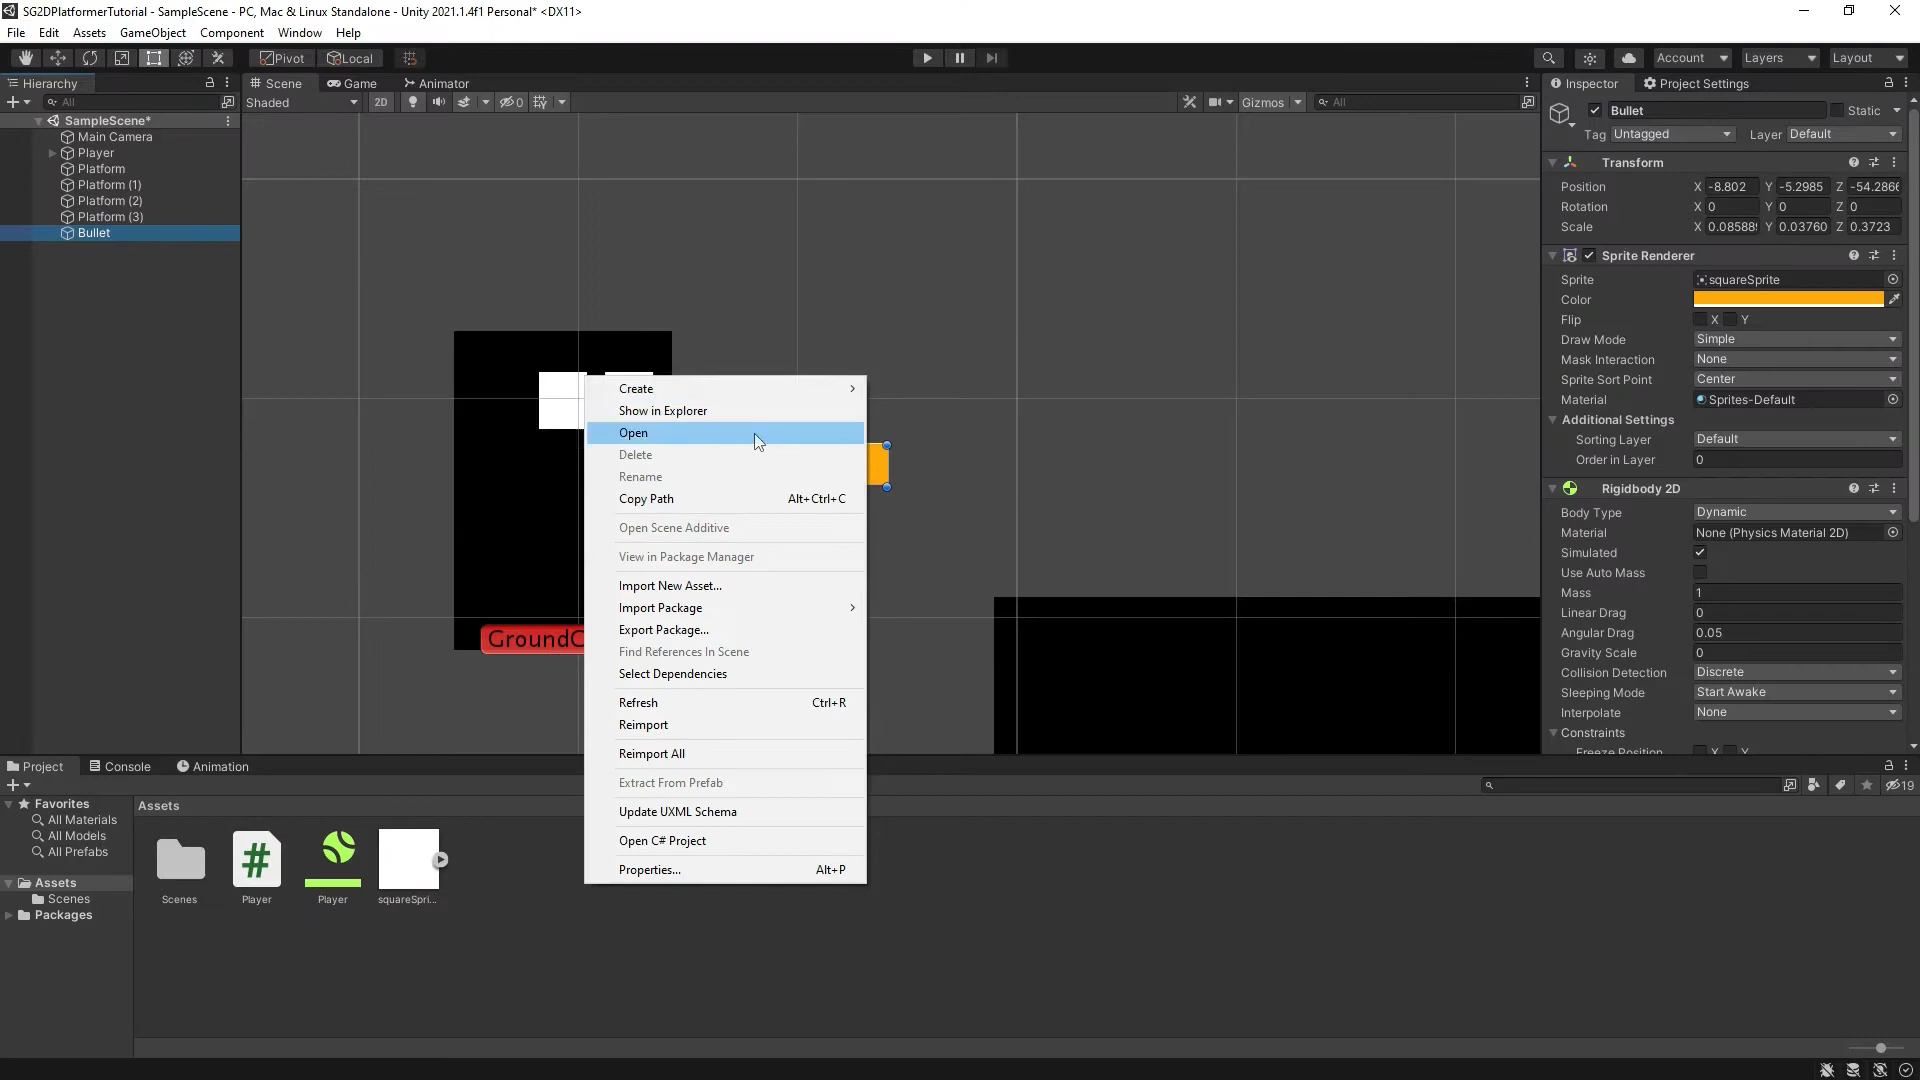 SG2DPlatformerTutorial - SampleScene - PC, Mac & Linux Standalone - Unity 2021.1.4f1 Personal* <DX11>
File Edit Assets GameObject Component Window Help
Pivot Local Account Layers Layout
Hierarchy
All
SampleScene*
Main Camera
Player
Platform
Platform (1)
Platform (2)
Platform (3)
Bullet
Scene Game Animator
Shaded 2D 0 Gizmos All
GroundC
Create
Show in Explorer
Open
Delete
Rename
Copy Path Alt+Ctrl+C
Open Scene Additive
View in Package Manager
Import New Asset...
Import Package
Export Package...
Find References In Scene
Select Dependencies
Refresh Ctrl+R
Reimport
Reimport All
Extract From Prefab
Update UXML Schema
Open C# Project
Properties... Alt+P
Inspector Project Settings
Bullet Static
Tag Untagged Layer Default
Transform
Position X -8.802 Y -5.2985 Z -54.2866
Rotation X 0 Y 0 Z 0
Scale X 0.08588 Y 0.03760 Z 0.3723
Sprite Renderer
Sprite squareSprite
Color
Flip X Y
Draw Mode Simple
Mask Interaction None
Sprite Sort Point Center
Material Sprites-Default
Additional Settings
Sorting Layer Default
Order in Layer 0
Rigidbody 2D
Body Type Dynamic
Material None (Physics Material 2D)
Simulated
Use Auto Mass
Mass 1
Linear Drag 0
Angular Drag 0.05
Gravity Scale 0
Collision Detection Discrete
Sleeping Mode Start Awake
Interpolate None
Constraints
Freeze Position X Y
Project Console Animation
19
Favorites
All Materials
All Models
All Prefabs
Assets
Scenes
Packages
Assets
#
Scenes Player Player squareSpri...